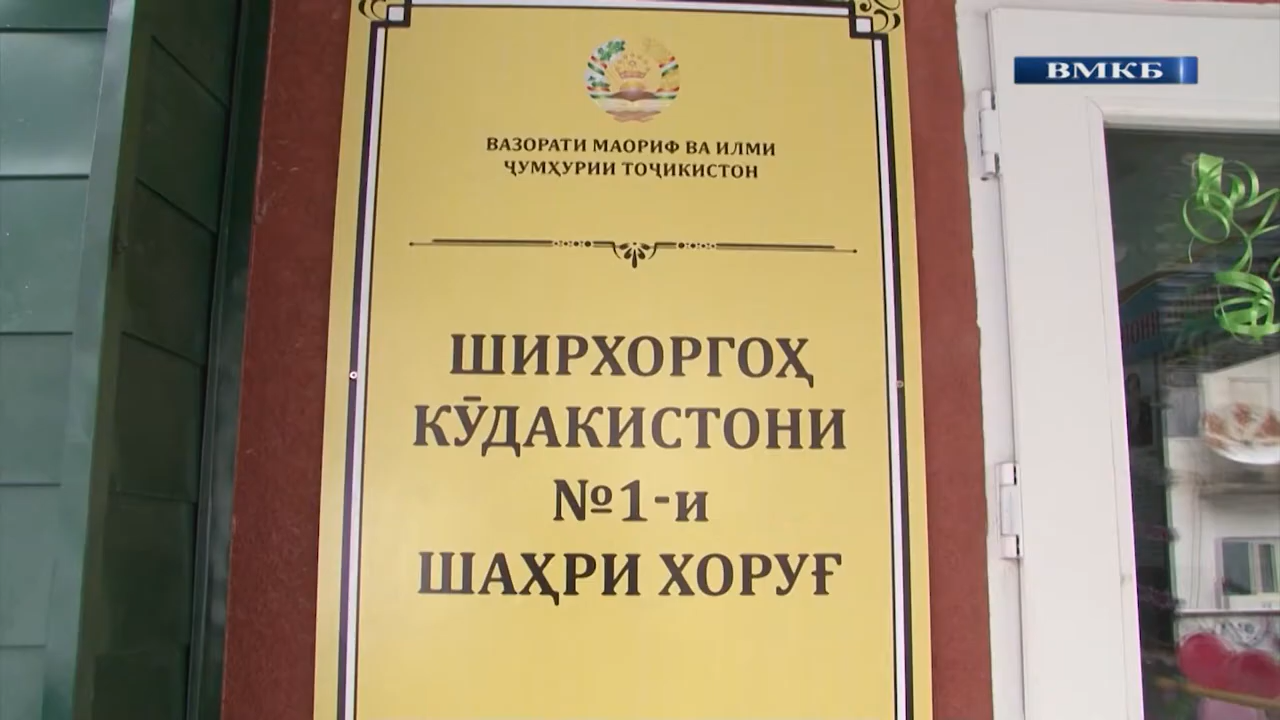 ВМКБ
ВАЗОРАТИ МАОРИФ ВА ИЛМИ
ҶУМҲУРИИ ТОҶИКИСТОН
ШИРХОРГОҲ
КӮДАКИСТОНИ
№1-и
ШАҲРИ ХОРУҒ